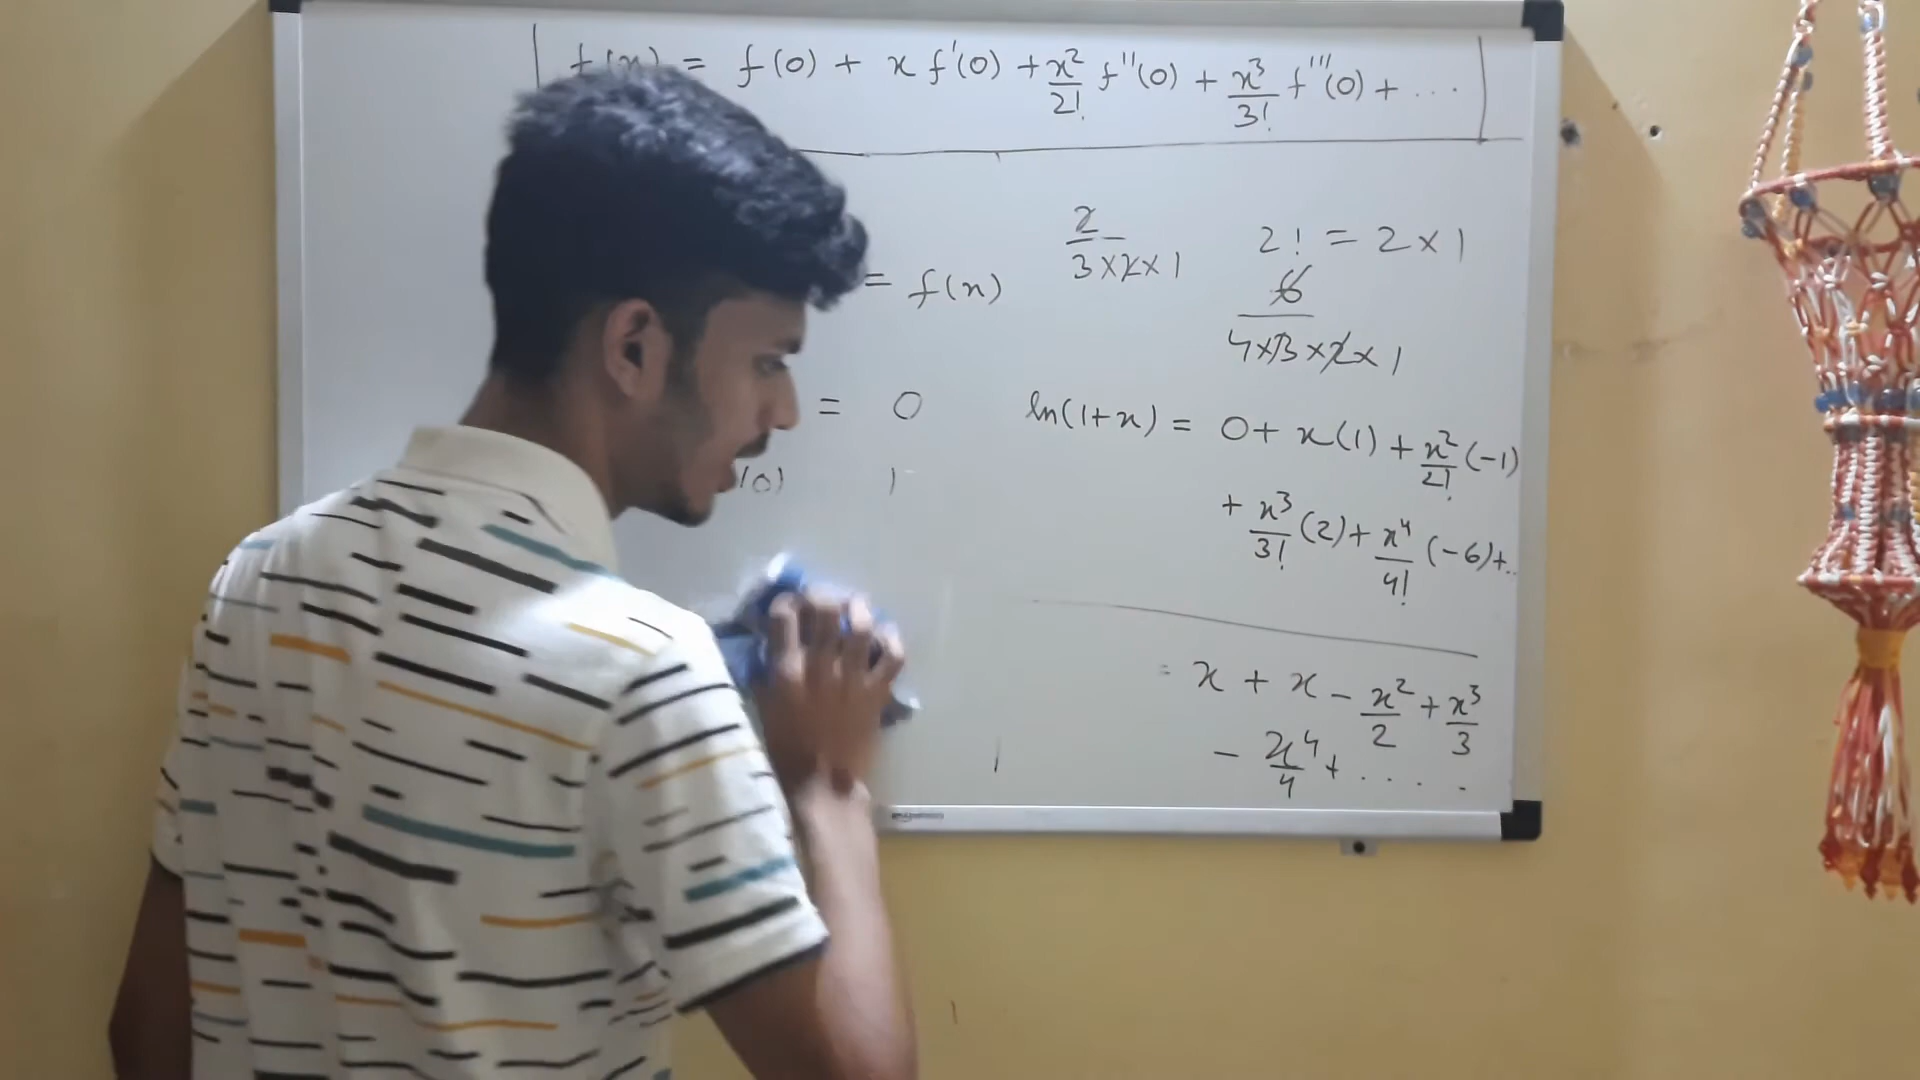 f(x) = f(0) + x f'(0) + x²/2! f''(0) + x³/3! f'''(0) + ...
2/3×2×1
2! = 2×1
= f(x)
6/4×3×2×1
= 0
ln(1+x) = 0 + x(1) + x²/2! (-1)
(0) 1
+ x³/3! (2) + x⁴/4! (-6) + ..
= x + x - x²/2 + x³/3
- x⁴/4 + .....